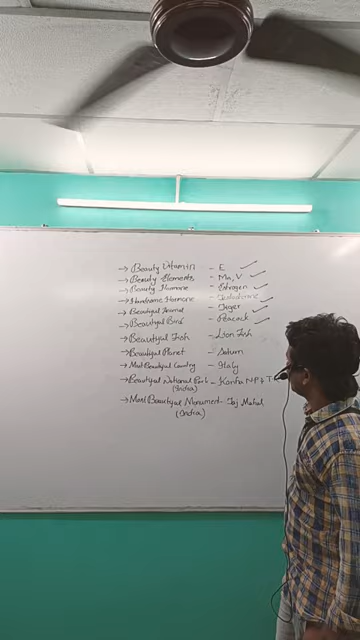 → Beauty Vitamin - E ✓
→ Beauty Elements - Mn, V ✓
→ Beauty Hormone - Estrogen ✓
→ Handsome Hormone - Testosterone ✓
→ Beautiful Animal - Tiger ✓
→ Beautiful Bird - Peacock ✓
→ Beautiful Fish - Lion Fish
→ Beautiful Planet - Saturn
→ Most Beautiful Country - Italy
→ Beautiful National Park - Kanha N.P
(India)
→ Most Beautiful Monument - Taj Mahal
(India)